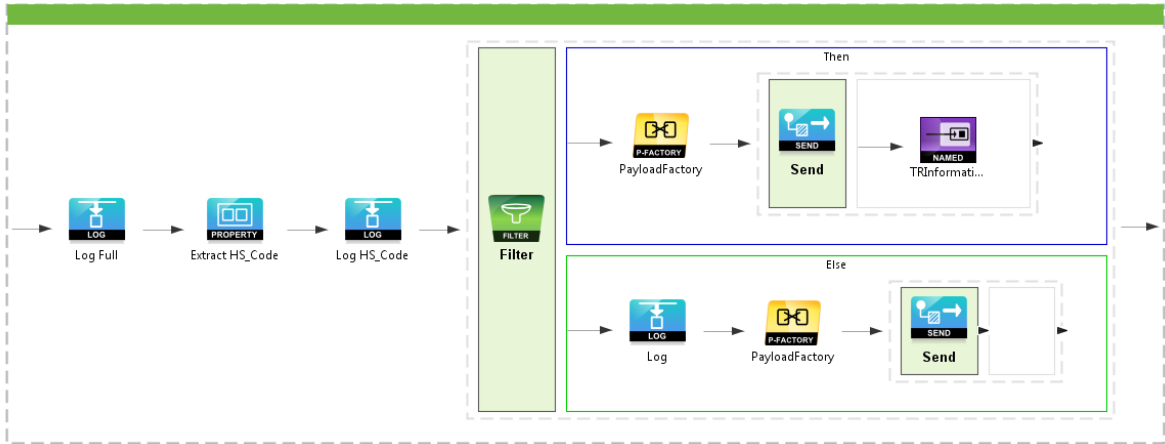 Then
P-FACTORY
PayloadFactory
SEND
Send
NAMED
TRInformati...
LOG
Log Full
PROPERTY
Extract HS_Code
LOG
Log HS_Code
FILTER
Filter
Else
LOG
Log
P-FACTORY
PayloadFactory
SEND
Send